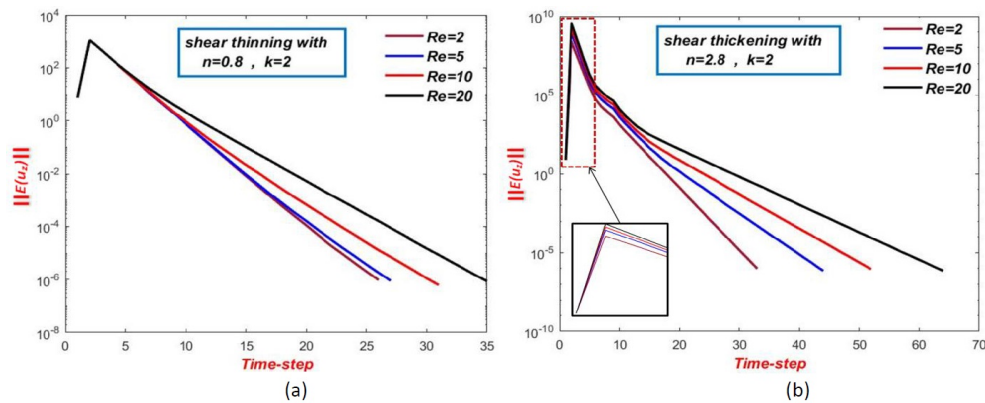 shear thinning with
n=0.8 , k=2
Re=2
Re=5
Re=10
Re=20
||E(u_z)||
10^4
10^2
10^0
10^-2
10^-4
10^-6
10^-8
0 5 10 15 20 25 30 35
Time-step
(a)
shear thickening with
n=2.8 , k=2
Re=2
Re=5
Re=10
Re=20
||E(u_z)||
10^10
10^5
10^0
10^-5
10^-10
0 10 20 30 40 50 60 70
Time-step
(b)